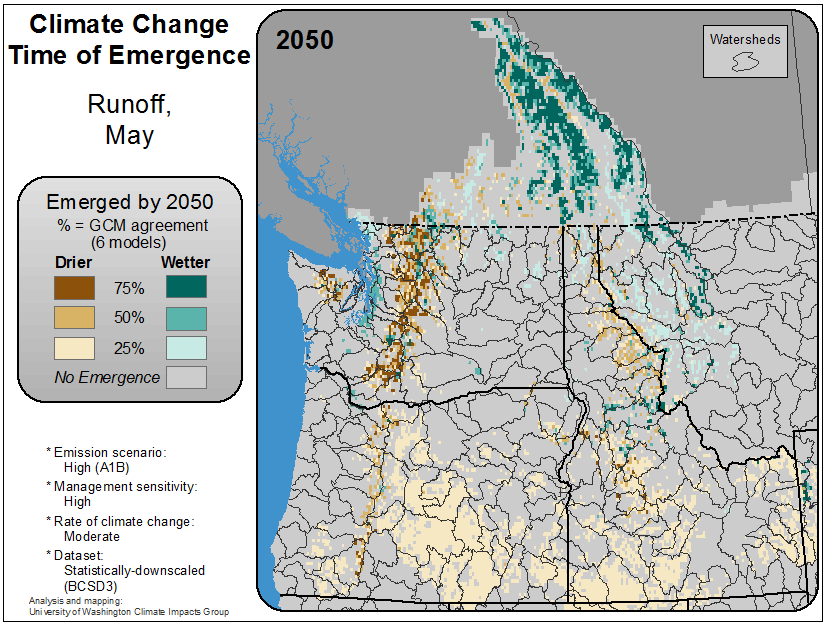 Climate Change
Time of Emergence
Runoff,
May
Emerged by 2050
% = GCM agreement
(6 models)
Drier Wetter
75%
50%
25%
No Emergence
* Emission scenario:
High (A1B)
* Management sensitivity:
High
* Rate of climate change:
Moderate
* Dataset:
Statistically-downscaled
(BCSD3)
Analysis and mapping:
University of Washington Climate Impacts Group
2050
Watersheds